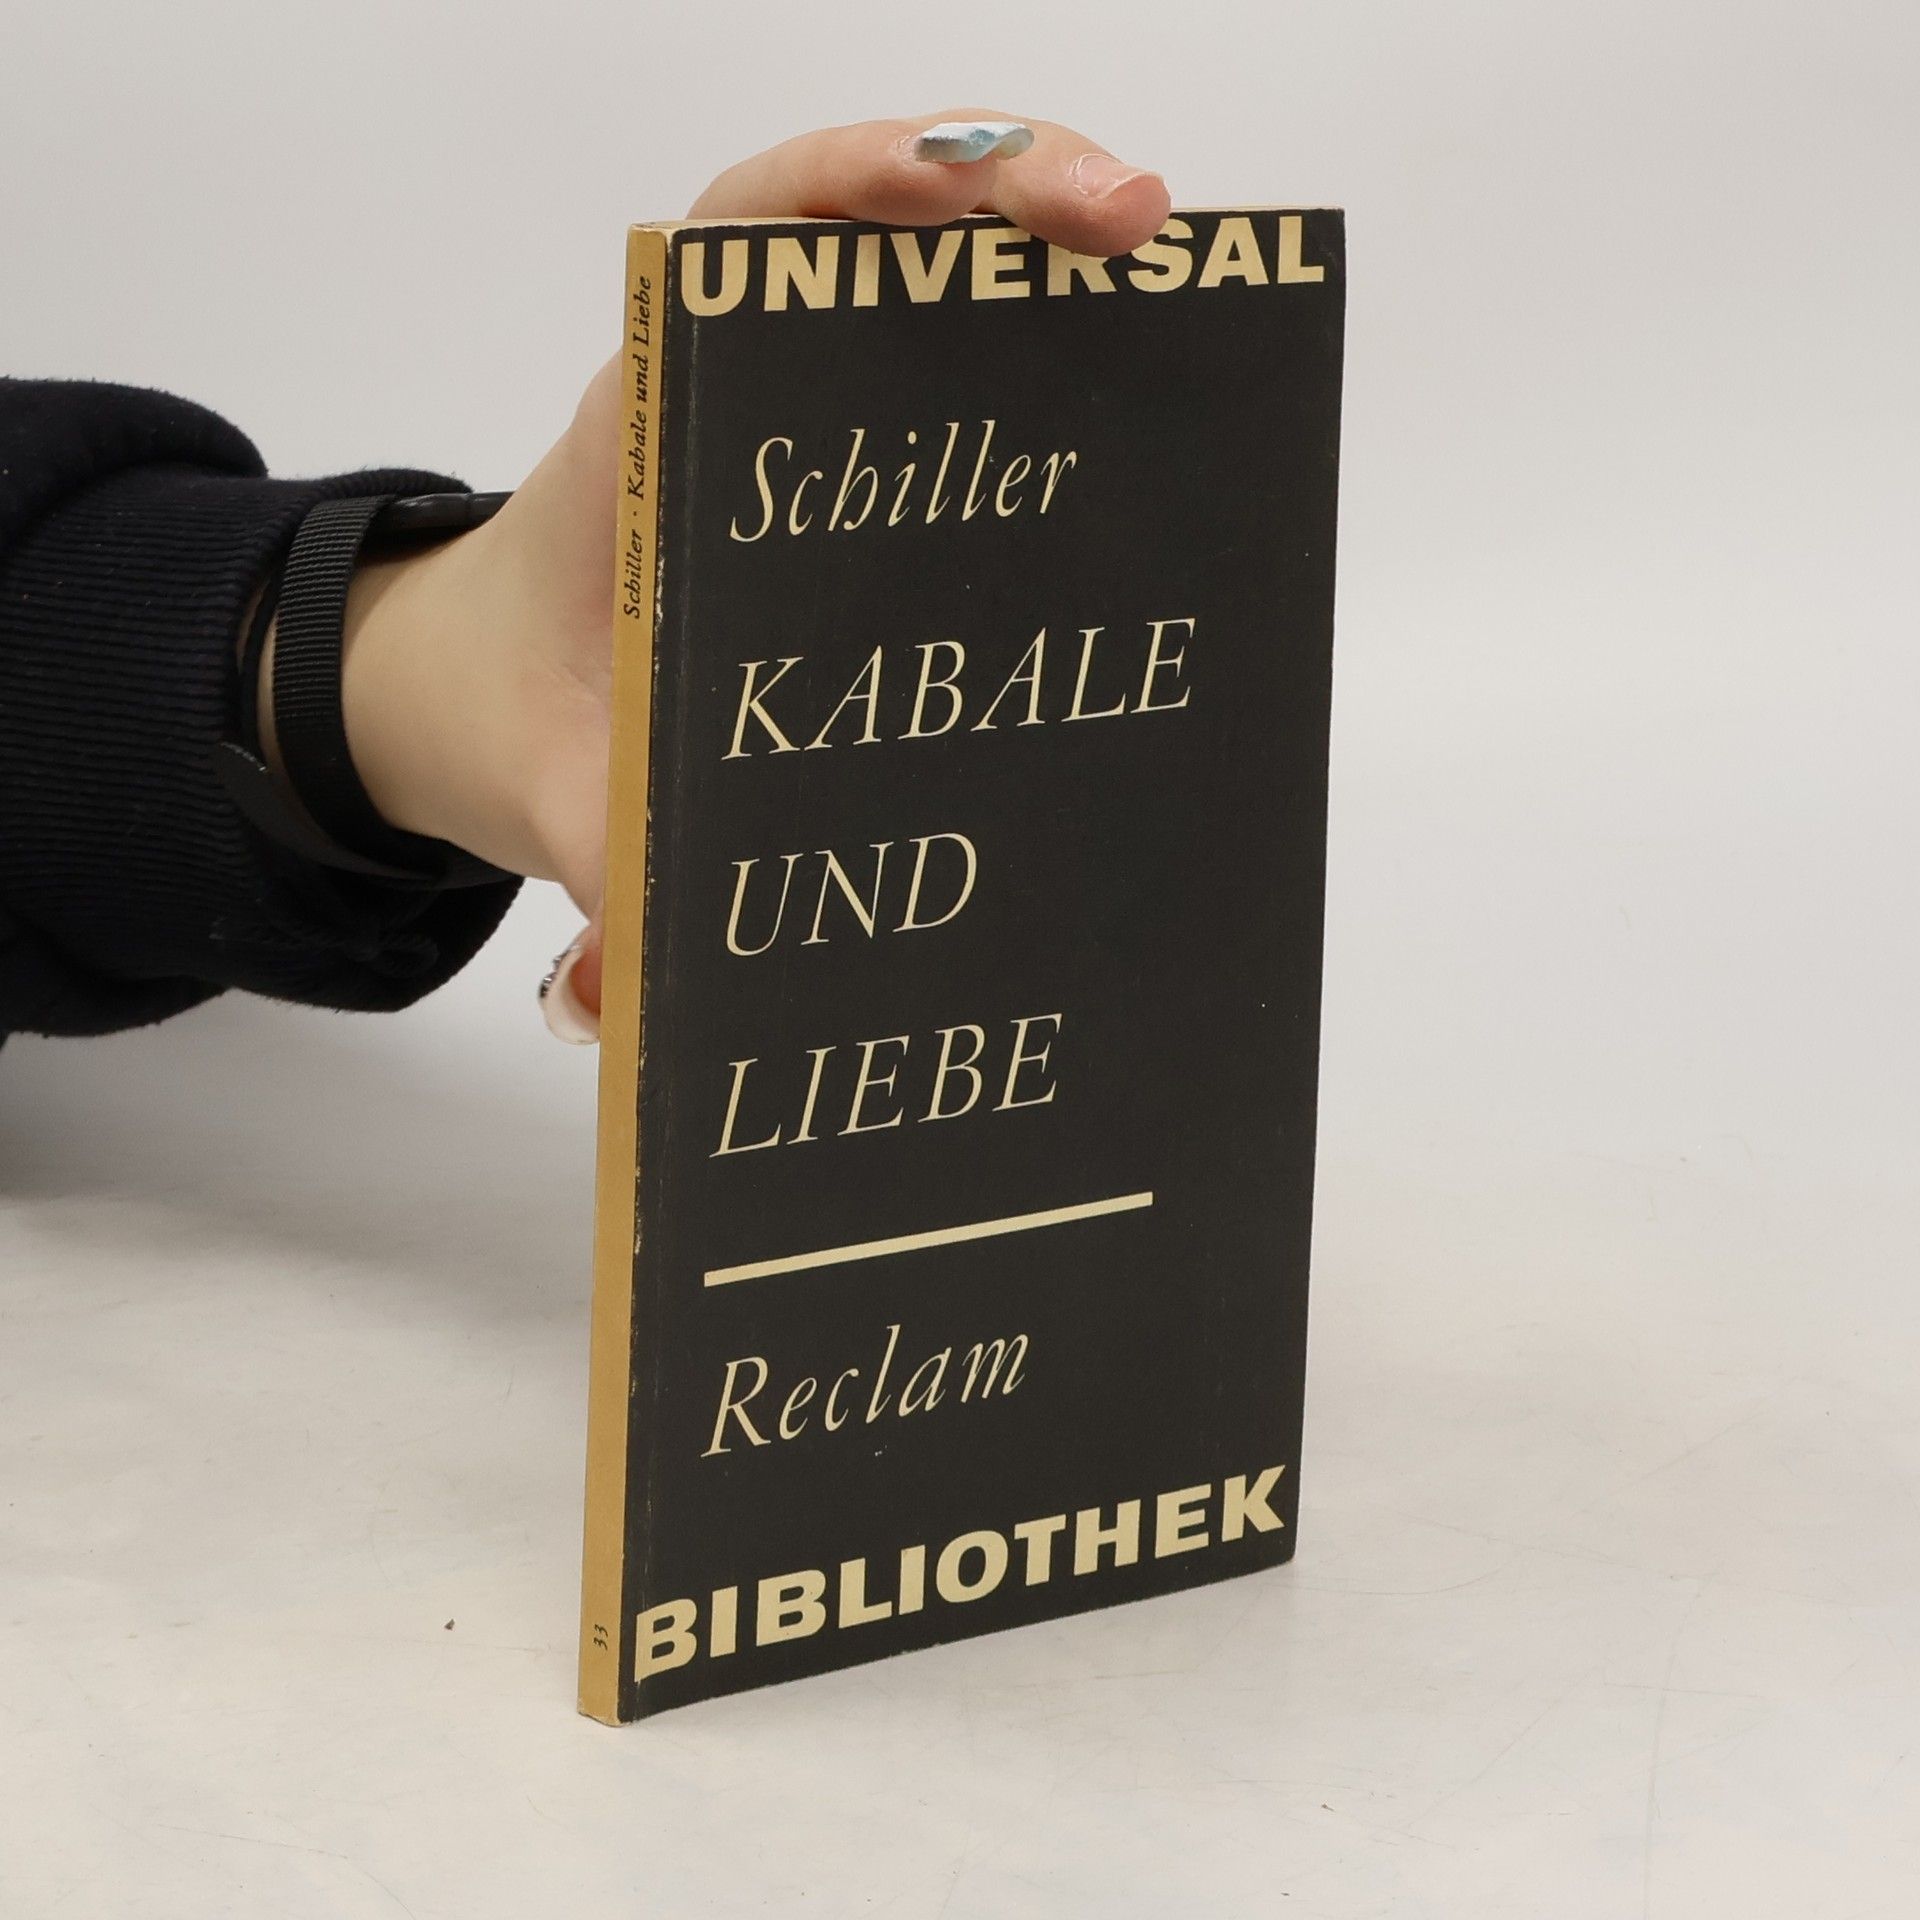 UNIVERSAL
Schiller
KABALE
UND
LIEBE
Reclam
BIBLIOTHEK
Schiller · Kabale und Liebe
33